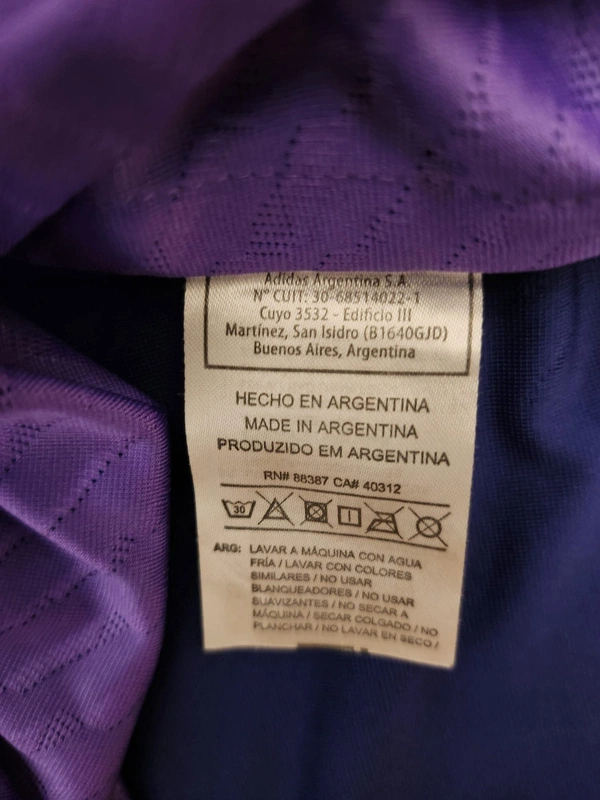 Adidas Argentina S.A.
N° CUIT: 30-68514022-1
Cuyo 3532 - Edificio III
Martínez, San Isidro (B1640GJD)
Buenos Aires, Argentina
HECHO EN ARGENTINA
MADE IN ARGENTINA
PRODUZIDO EM ARGENTINA
RN# 88387 CA# 40312
30
ARG: LAVAR A MÁQUINA CON AGUA
FRÍA / LAVAR CON COLORES
SIMILARES / NO USAR
BLANQUEADORES / NO USAR
SUAVIZANTES / NO SECAR A
MÁQUINA / SECAR COLGADO / NO
PLANCHAR / NO LAVAR EN SECO /